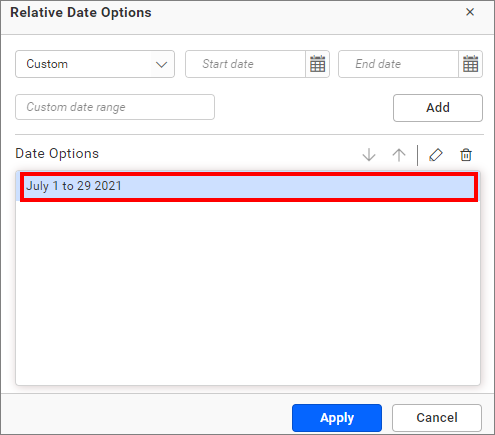 Relative Date Options
Custom
Start date
End date
Custom date range
Add
Date Options
July 1 to 29 2021
Apply
Cancel